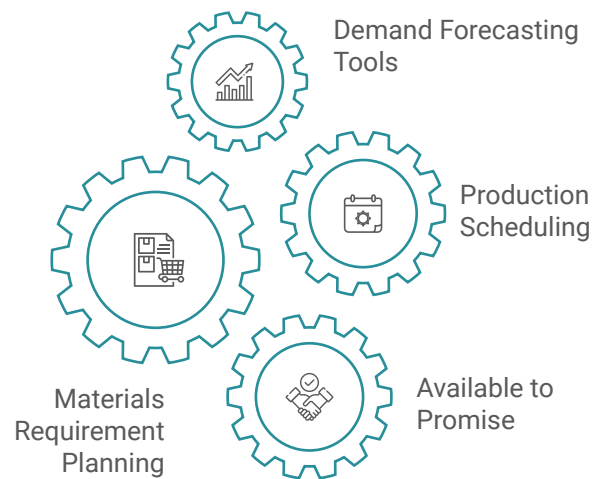 Demand Forecasting
Tools
Production
Scheduling
Materials
Requirement
Planning
Available to
Promise